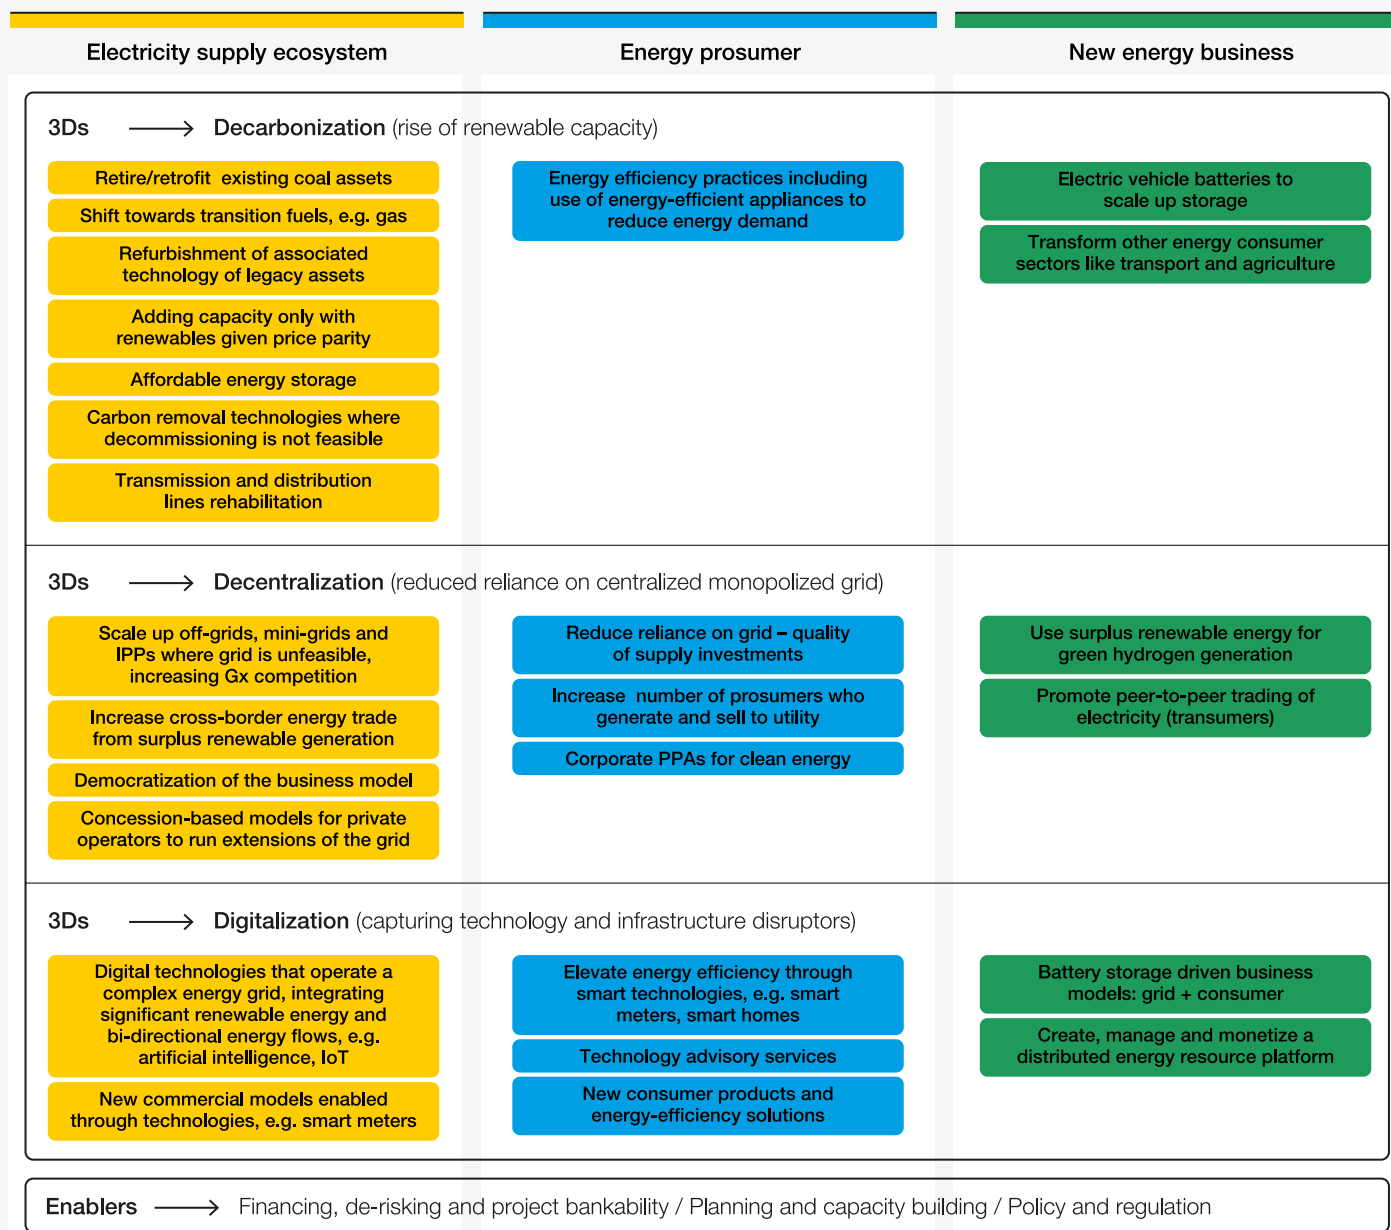 Electricity supply ecosystem
Energy prosumer
New energy business
3Ds → Decarbonization (rise of renewable capacity)
Retire/retrofit existing coal assets
Shift towards transition fuels, e.g. gas
Refurbishment of associated
technology of legacy assets
Adding capacity only with
renewables given price parity
Affordable energy storage
Carbon removal technologies where
decommissioning is not feasible
Transmission and distribution
lines rehabilitation
Energy efficiency practices including
use of energy-efficient appliances to
reduce energy demand
Electric vehicle batteries to
scale up storage
Transform other energy consumer
sectors like transport and agriculture
3Ds → Decentralization (reduced reliance on centralized monopolized grid)
Scale up off-grids, mini-grids and
IPPs where grid is unfeasible,
increasing Gx competition
Increase cross-border energy trade
from surplus renewable generation
Democratization of the business model
Concession-based models for private
operators to run extensions of the grid
Reduce reliance on grid – quality
of supply investments
Increase number of prosumers who
generate and sell to utility
Corporate PPAs for clean energy
Use surplus renewable energy for
green hydrogen generation
Promote peer-to-peer trading of
electricity (transumers)
3Ds → Digitalization (capturing technology and infrastructure disruptors)
Digital technologies that operate a
complex energy grid, integrating
significant renewable energy and
bi-directional energy flows, e.g.
artificial intelligence, IoT
New commercial models enabled
through technologies, e.g. smart meters
Elevate energy efficiency through
smart technologies, e.g. smart
meters, smart homes
Technology advisory services
New consumer products and
energy-efficiency solutions
Battery storage driven business
models: grid + consumer
Create, manage and monetize a
distributed energy resource platform
Enablers → Financing, de-risking and project bankability / Planning and capacity building / Policy and regulation